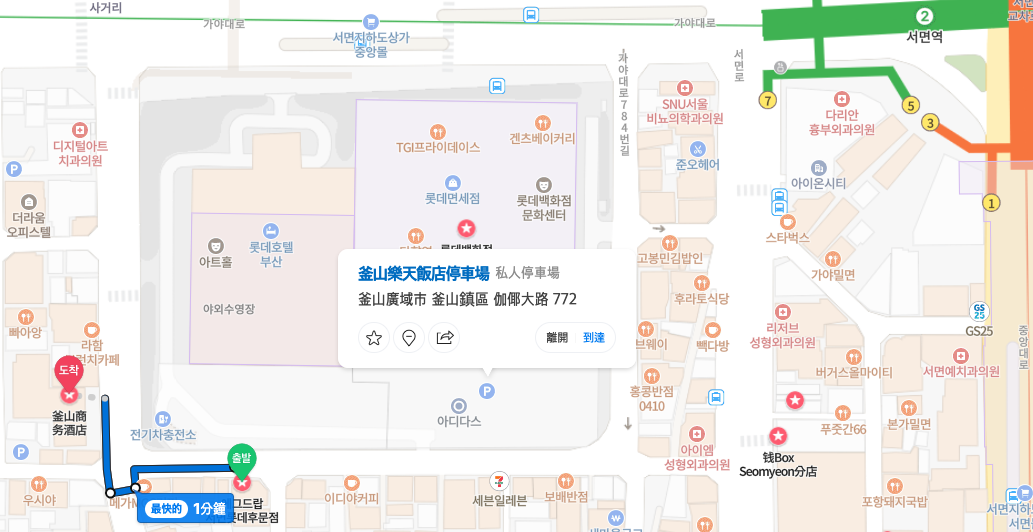 사거리
가야대로
서면지하도상가
중앙몰
가야대로
2
서면역
서면로
가야대로784번길
7
5
3
1
디지털아트
치과의원
TGI프라이데이스
겐츠베이커리
SNU서울
비뇨의학과의원
다리안
흉부외과의원
준오헤어
아이온시티
롯데면세점
롯데백화점
문화센터
더라움
오피스텔
스타벅스
롯데호텔
부산
아트홀
고봉민김밥인
가야밀면
釜山樂天飯店停車場 私人停車場
釜山廣域市 釜山鎮區 伽倻大路 772
離開
到達
야외수영장
후라토식당
빠아앙
라함
브웨이
빽다방
리저브
성형외과의원
GS25
GS25
중앙대로
버거스올마이티
서면예치과의원
도착
釜山商
务酒店
P
아디다스
홍콩반점
0410
푸줏간66
본가밀면
전기차충전소
아이엠
성형외과의원
钱Box
Seomyeon分店
출발
우시야
이디야커피
세븐일레븐
보배반점
포항돼지국밥
最快的 1分鐘